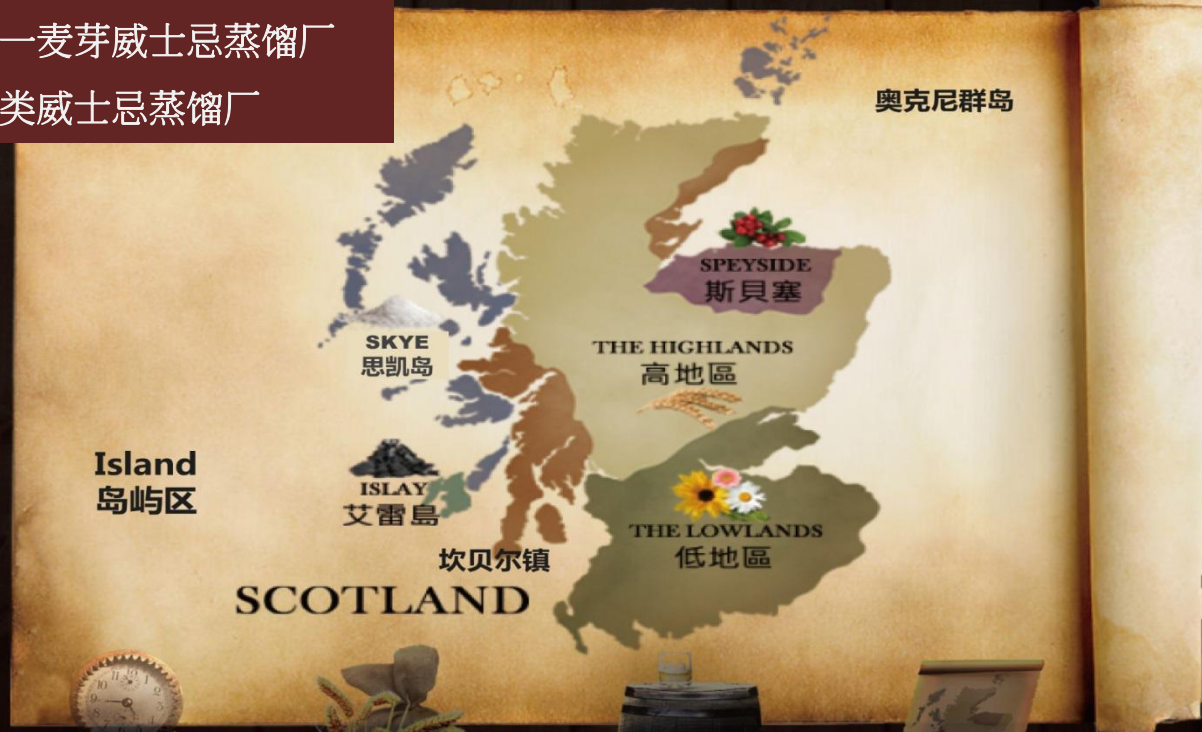 一麦芽威士忌蒸馏厂
类威士忌蒸馏厂
奥克尼群岛
SPEYSIDE
斯貝塞
SKYE
思凯岛
THE HIGHLANDS
高地區
Island
岛屿区
ISLAY
艾雷島
THE LOWLANDS
低地區
坎贝尔镇
SCOTLAND